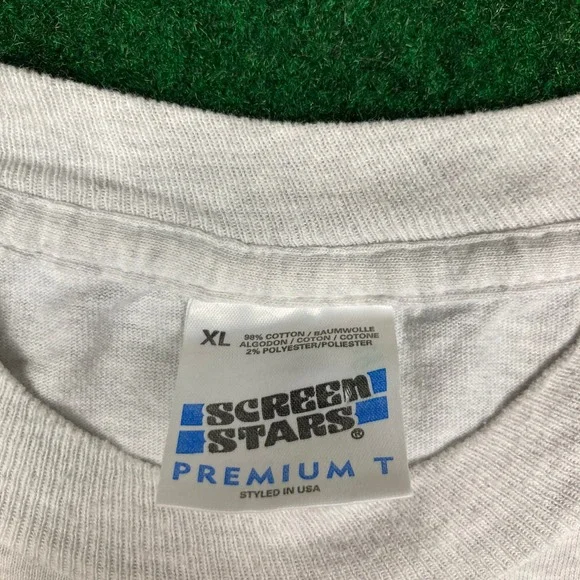 XL
98% COTTON / BAUMWOLLE
ALGODON / COTON / COTONE
2% POLYESTER/POLIESTER
SCREEN
STARS®
PREMIUM T
STYLED IN USA